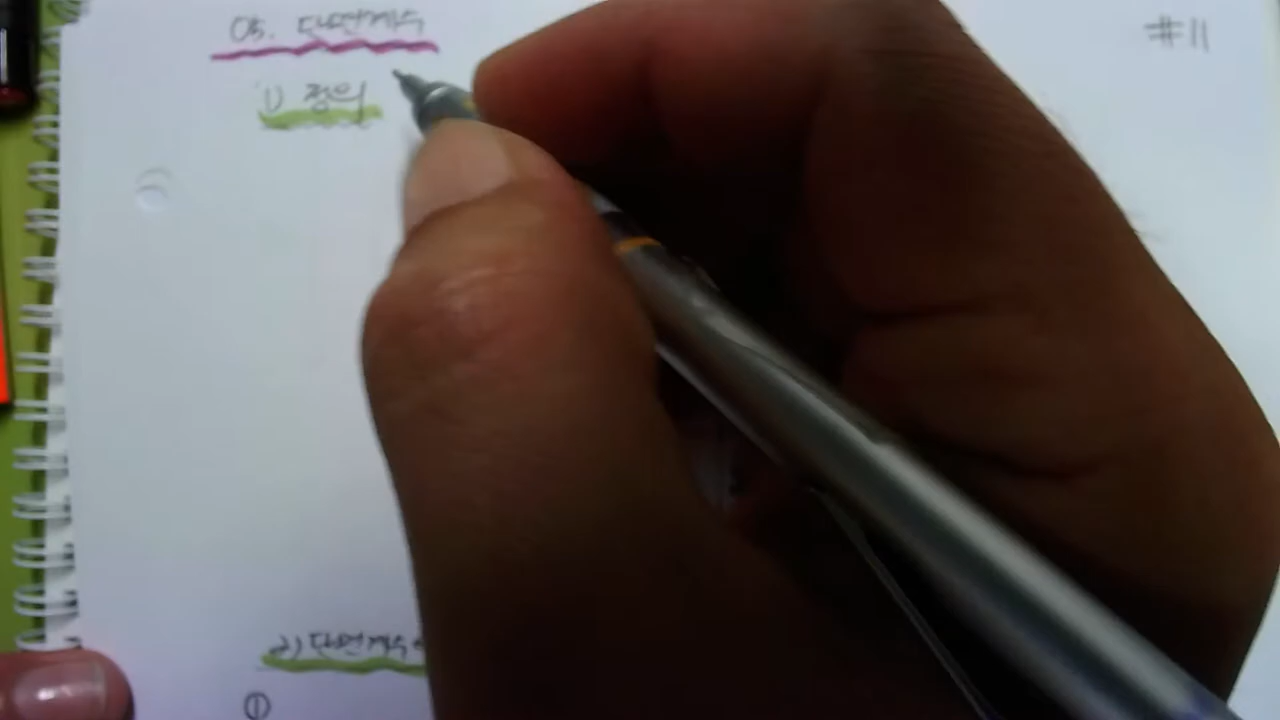 05. 단면계수
#11
1) 정의
2) 단면계수
①